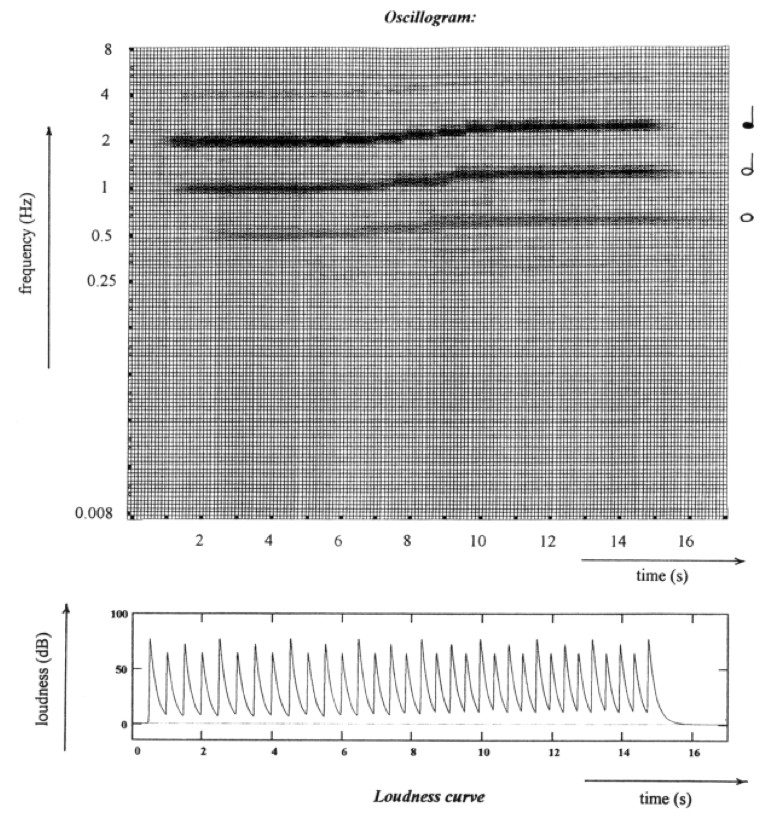 Oscillogram:
8
4
2
1
0.5
0.25
0.008
frequency (Hz)
2 4 6 8 10 12 14 16
time (s)
100
50
0
loudness (dB)
0 2 4 6 8 10 12 14 16
Loudness curve
time (s)